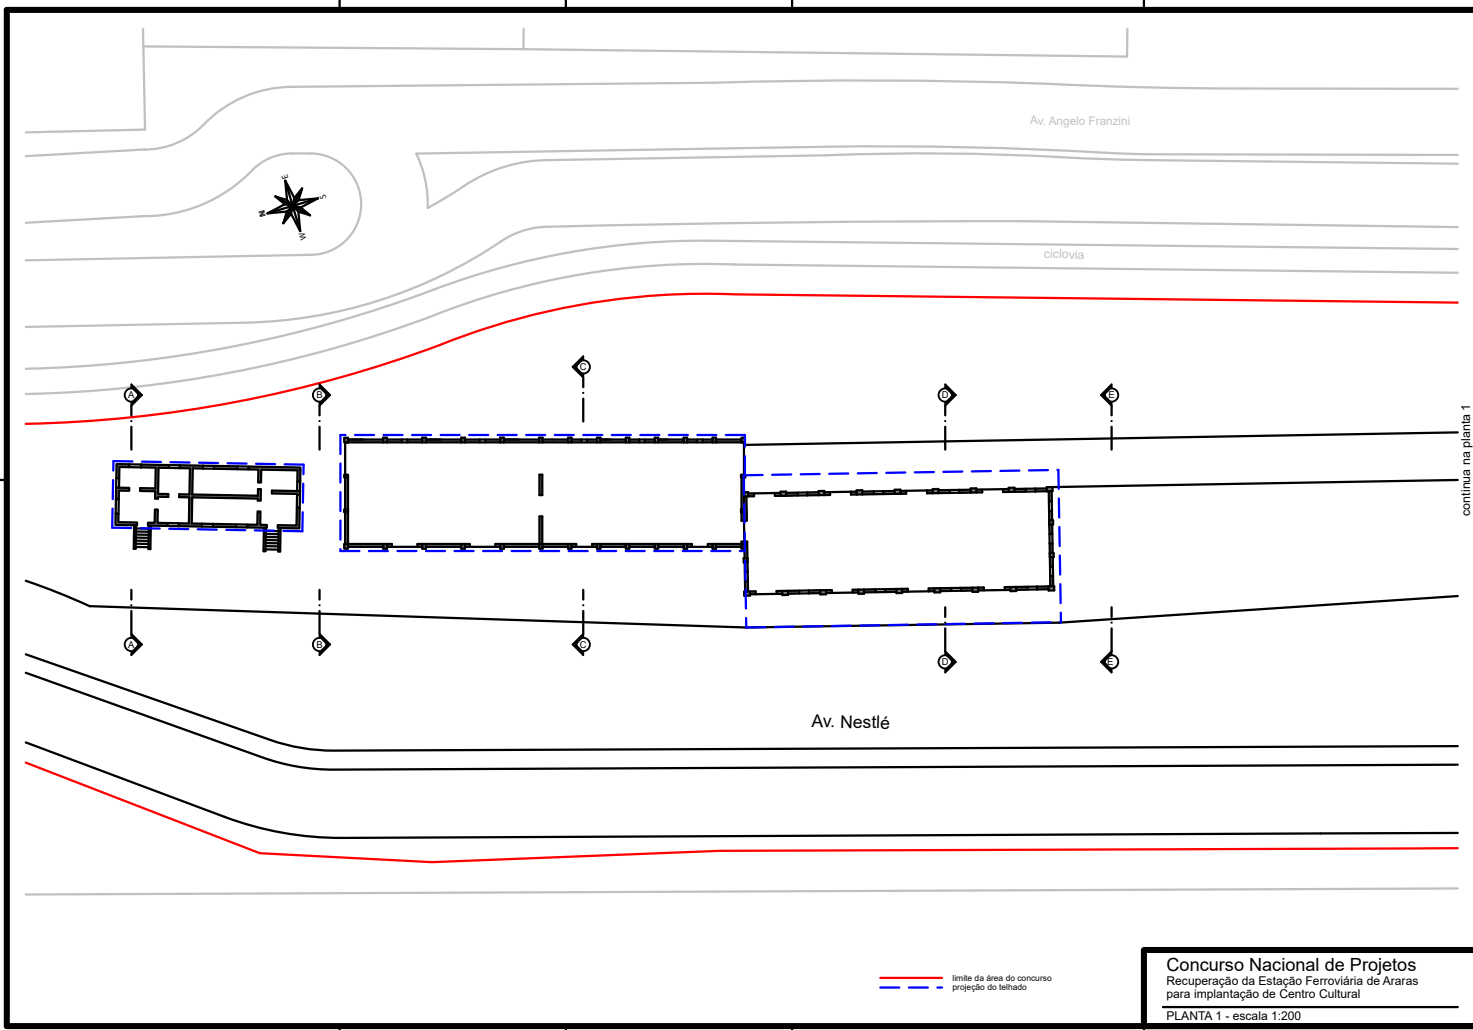 Av. Angelo Franzini
E
S
N
W
ciclovia
C
A
B
D
E
continua na planta 1
A
B
C
D
E
Av. Nestlé
limite da área do concurso
projeção do telhado
Concurso Nacional de Projetos
Recuperação da Estação Ferroviária de Araras
para implantação de Centro Cultural
PLANTA 1 - escala 1:200